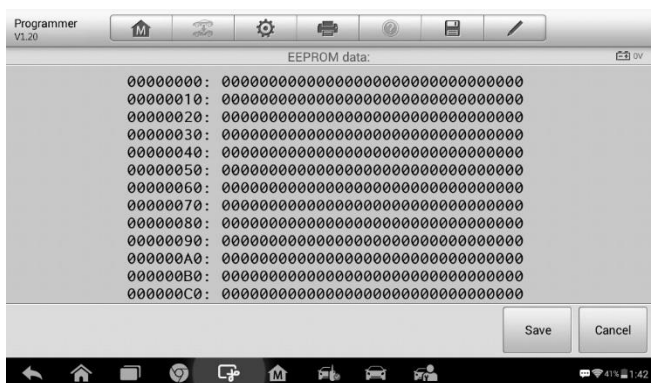 Programmer
V1.20
M
EEPROM data:
0V
00000000: 00000000000000000000000000000000
00000010: 00000000000000000000000000000000
00000020: 00000000000000000000000000000000
00000030: 00000000000000000000000000000000
00000040: 00000000000000000000000000000000
00000050: 00000000000000000000000000000000
00000060: 00000000000000000000000000000000
00000070: 00000000000000000000000000000000
00000080: 00000000000000000000000000000000
00000090: 00000000000000000000000000000000
000000A0: 00000000000000000000000000000000
000000B0: 00000000000000000000000000000000
000000C0: 00000000000000000000000000000000
Save Cancel
M
41% 1:42